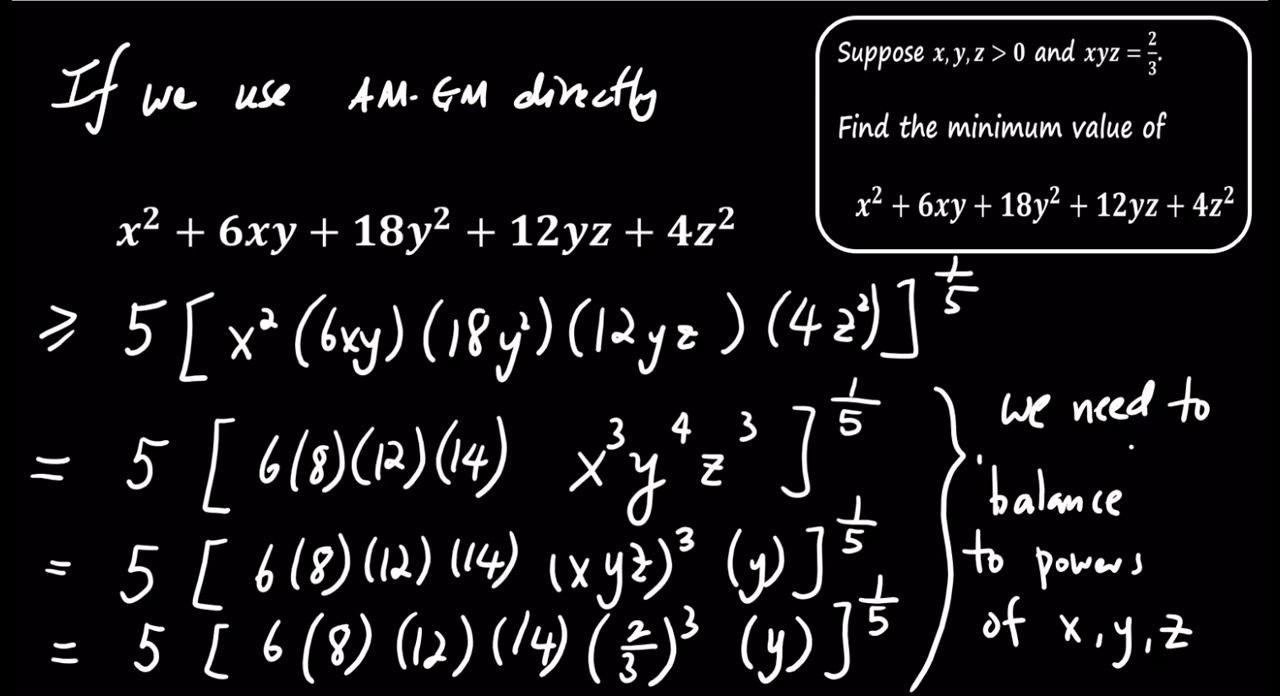 If we use AM-GM directly
Suppose x, y, z > 0 and xyz = 2/3.
Find the minimum value of
x² + 6xy + 18y² + 12yz + 4z²
x² + 6xy + 18y² + 12yz + 4z²
⩾ 5 [ x² (6xy) (18y²) (12yz) (4z²) ]^(1/5)
= 5 [ 6(8)(12)(14) x³y⁴z³ ]^(1/5)
= 5 [ 6(8)(12)(14) (xyz)³ (y) ]^(1/5)
= 5 [ 6(8)(12)(14)(2/3)³ (y) ]^(1/5)
we need to
balance
to powers
of x, y, z